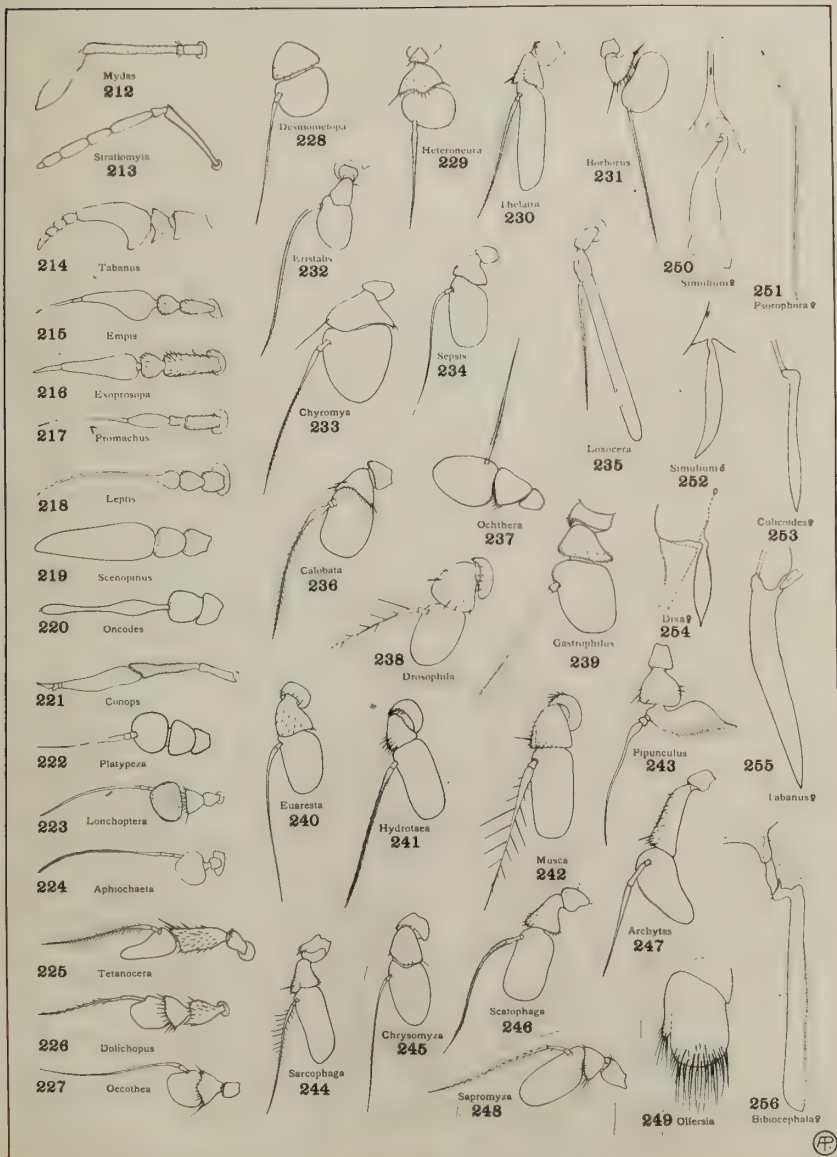 Mydas
212
Stratiomyia
213
214 Tabanus
215 Empis
216 Exoprosopa
217 Promachus
218 Leptis
219 Scenopinus
220 Oncodes
221 Conops
222 Platypeza
223 Lonchoptera
224 Aphiochaeta
225 Tetanocera
226 Dolichopus
227 Oecothea
Desmometopa
228
Heteroneura
229
Thelaira
230
Borborus
231
Eristalis
232
Chyromya
233
Sepsis
234
Loxocera
235
Calobata
236
Ochthera
237
238
Drosophila
Gastrophilus
239
Euaresta
240
Hydrotaea
241
Musca
242
Pipunculus
243
Sarcophaga
244
Chrysomyza
245
Scatophaga
246
Archytas
247
Sapromyza
248
249 Olfersia
250
Simulium♀
251
Psorophora♀
Simulium♂
252
Culicoides♀
253
Dixa♀
254
255
Tabanus♀
256
Bibiocephala♀